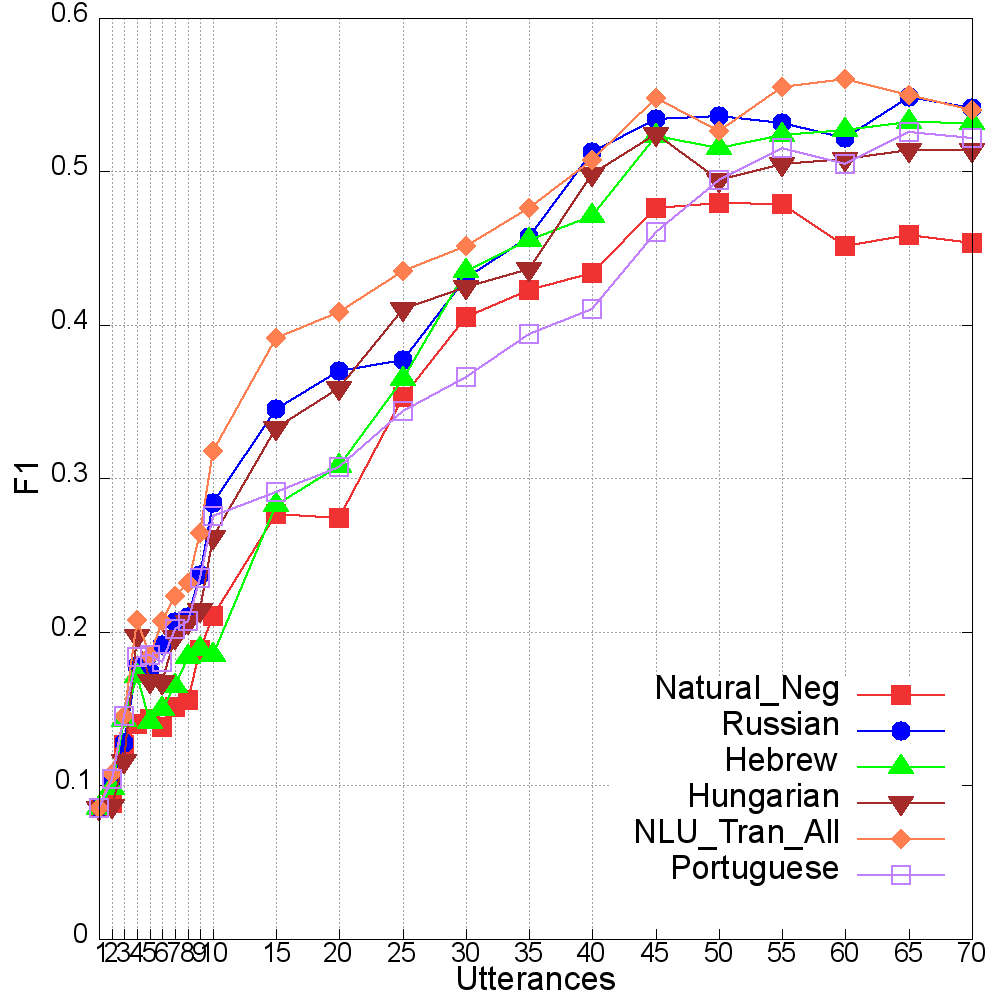 0.6
0.5
0.4
0.3
0.2
0.1
0
F1
Natural_Neg
Russian
Hebrew
Hungarian
NLU_Tran_All
Portuguese
1 2 3 4 5 6 7 8 9 10 15 20 25 30 35 40 45 50 55 60 65 70
Utterances